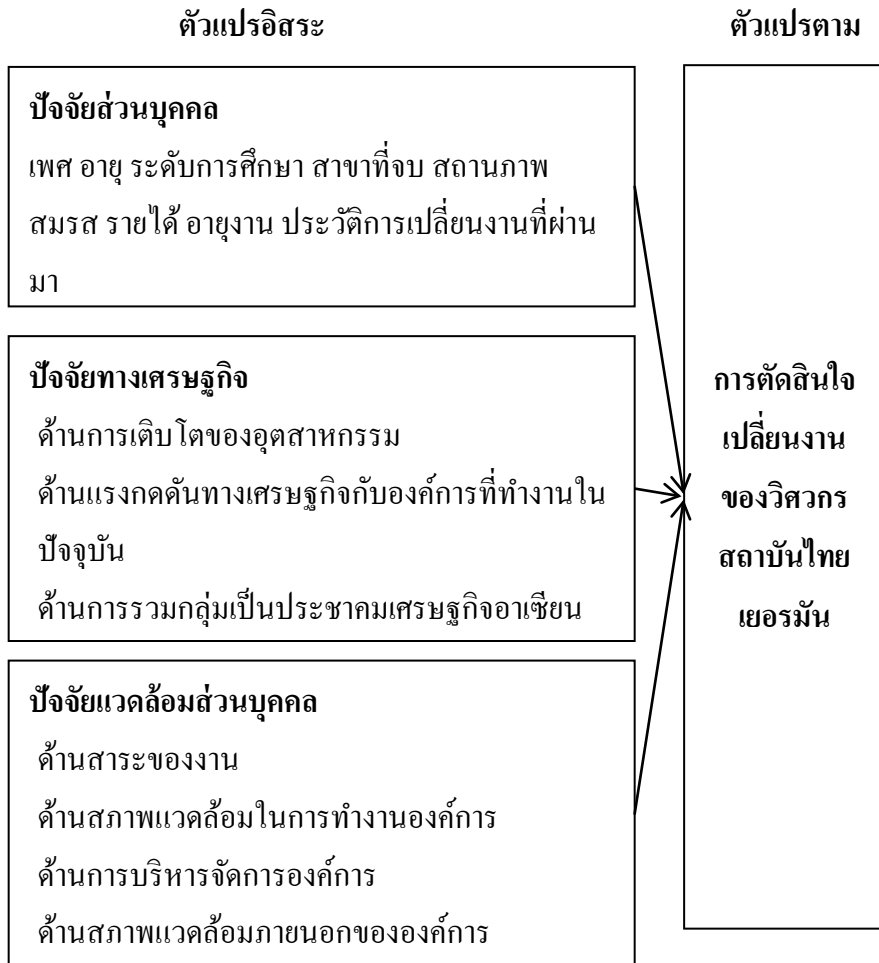 ตัวแปรอิสระ
ตัวแปรตาม
ปัจจัยส่วนบุคคล
เพศ อายุ ระดับการศึกษา สาขาที่จบ สถานภาพ
สมรส รายได้ อายุงาน ประวัติการเปลี่ยนงานที่ผ่าน
มา
ปัจจัยทางเศรษฐกิจ
ด้านการเติบโตของอุตสาหกรรม
ด้านแรงกดดันทางเศรษฐกิจกับองค์การที่ทำงานใน
ปัจจุบัน
ด้านการรวมกลุ่มเป็นประชาคมเศรษฐกิจอาเซียน
ปัจจัยแวดล้อมส่วนบุคคล
ด้านสาระของงาน
ด้านสภาพแวดล้อมในการทำงานองค์การ
ด้านการบริหารจัดการองค์การ
ด้านสภาพแวดล้อมภายนอกขององค์การ
การตัดสินใจ
เปลี่ยนงาน
ของวิศวกร
สถาบันไทย
เยอรมัน